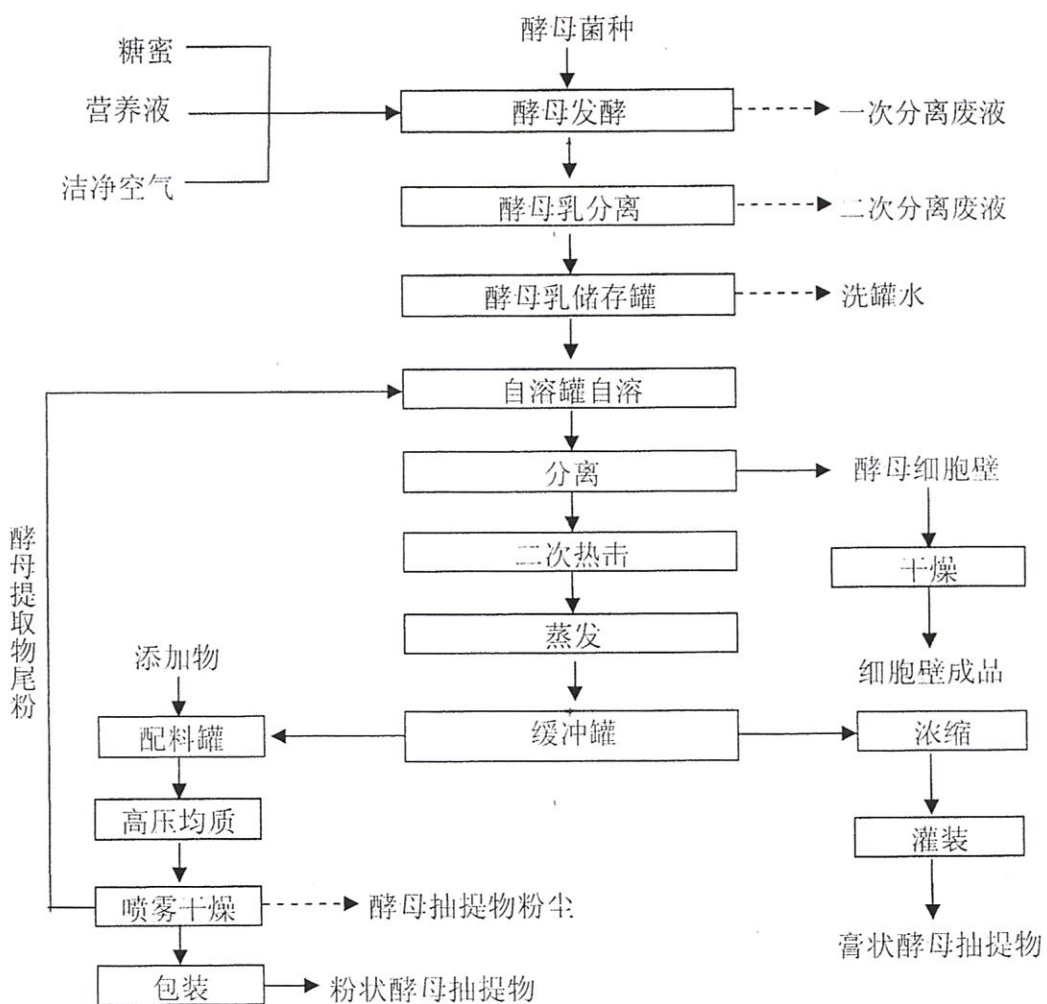 酵母菌种
糖蜜
营养液
洁净空气
酵母发酵
一次分离废液
酵母乳分离
二次分离废液
酵母乳储存罐
洗罐水
自溶罐自溶
分离
酵母细胞壁
二次热击
干燥
蒸发
细胞壁成品
酵母提取物尾粉
添加物
配料罐
缓冲罐
浓缩
高压均质
灌装
喷雾干燥
酵母抽提物粉尘
膏状酵母抽提物
包装
粉状酵母抽提物